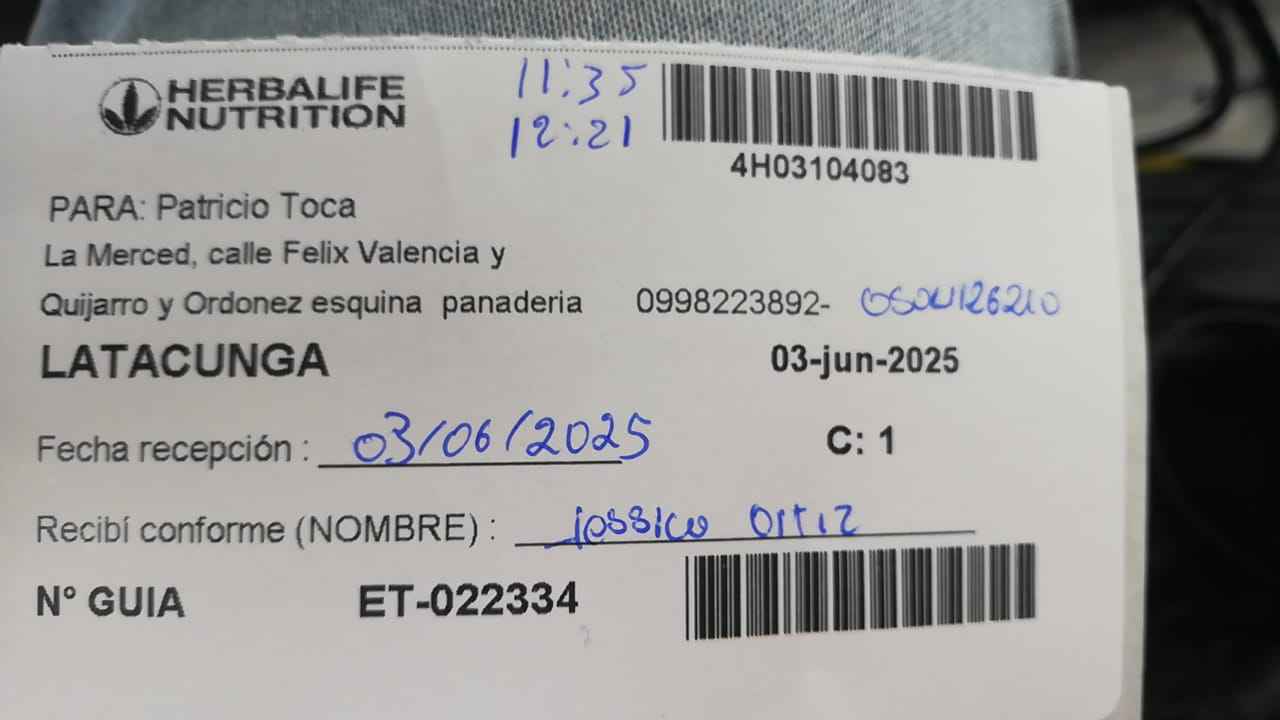 HERBALIFE
NUTRITION
11:35
12:21
4H03104083
PARA: Patricio Toca
La Merced, calle Felix Valencia y
Quijarro y Ordonez esquina panaderia 0998223892-
LATACUNGA 03-jun-2025
Fecha recepción : 03/06/2025 C: 1
Recibí conforme (NOMBRE) : jessica Ortiz
N° GUIA ET-022334